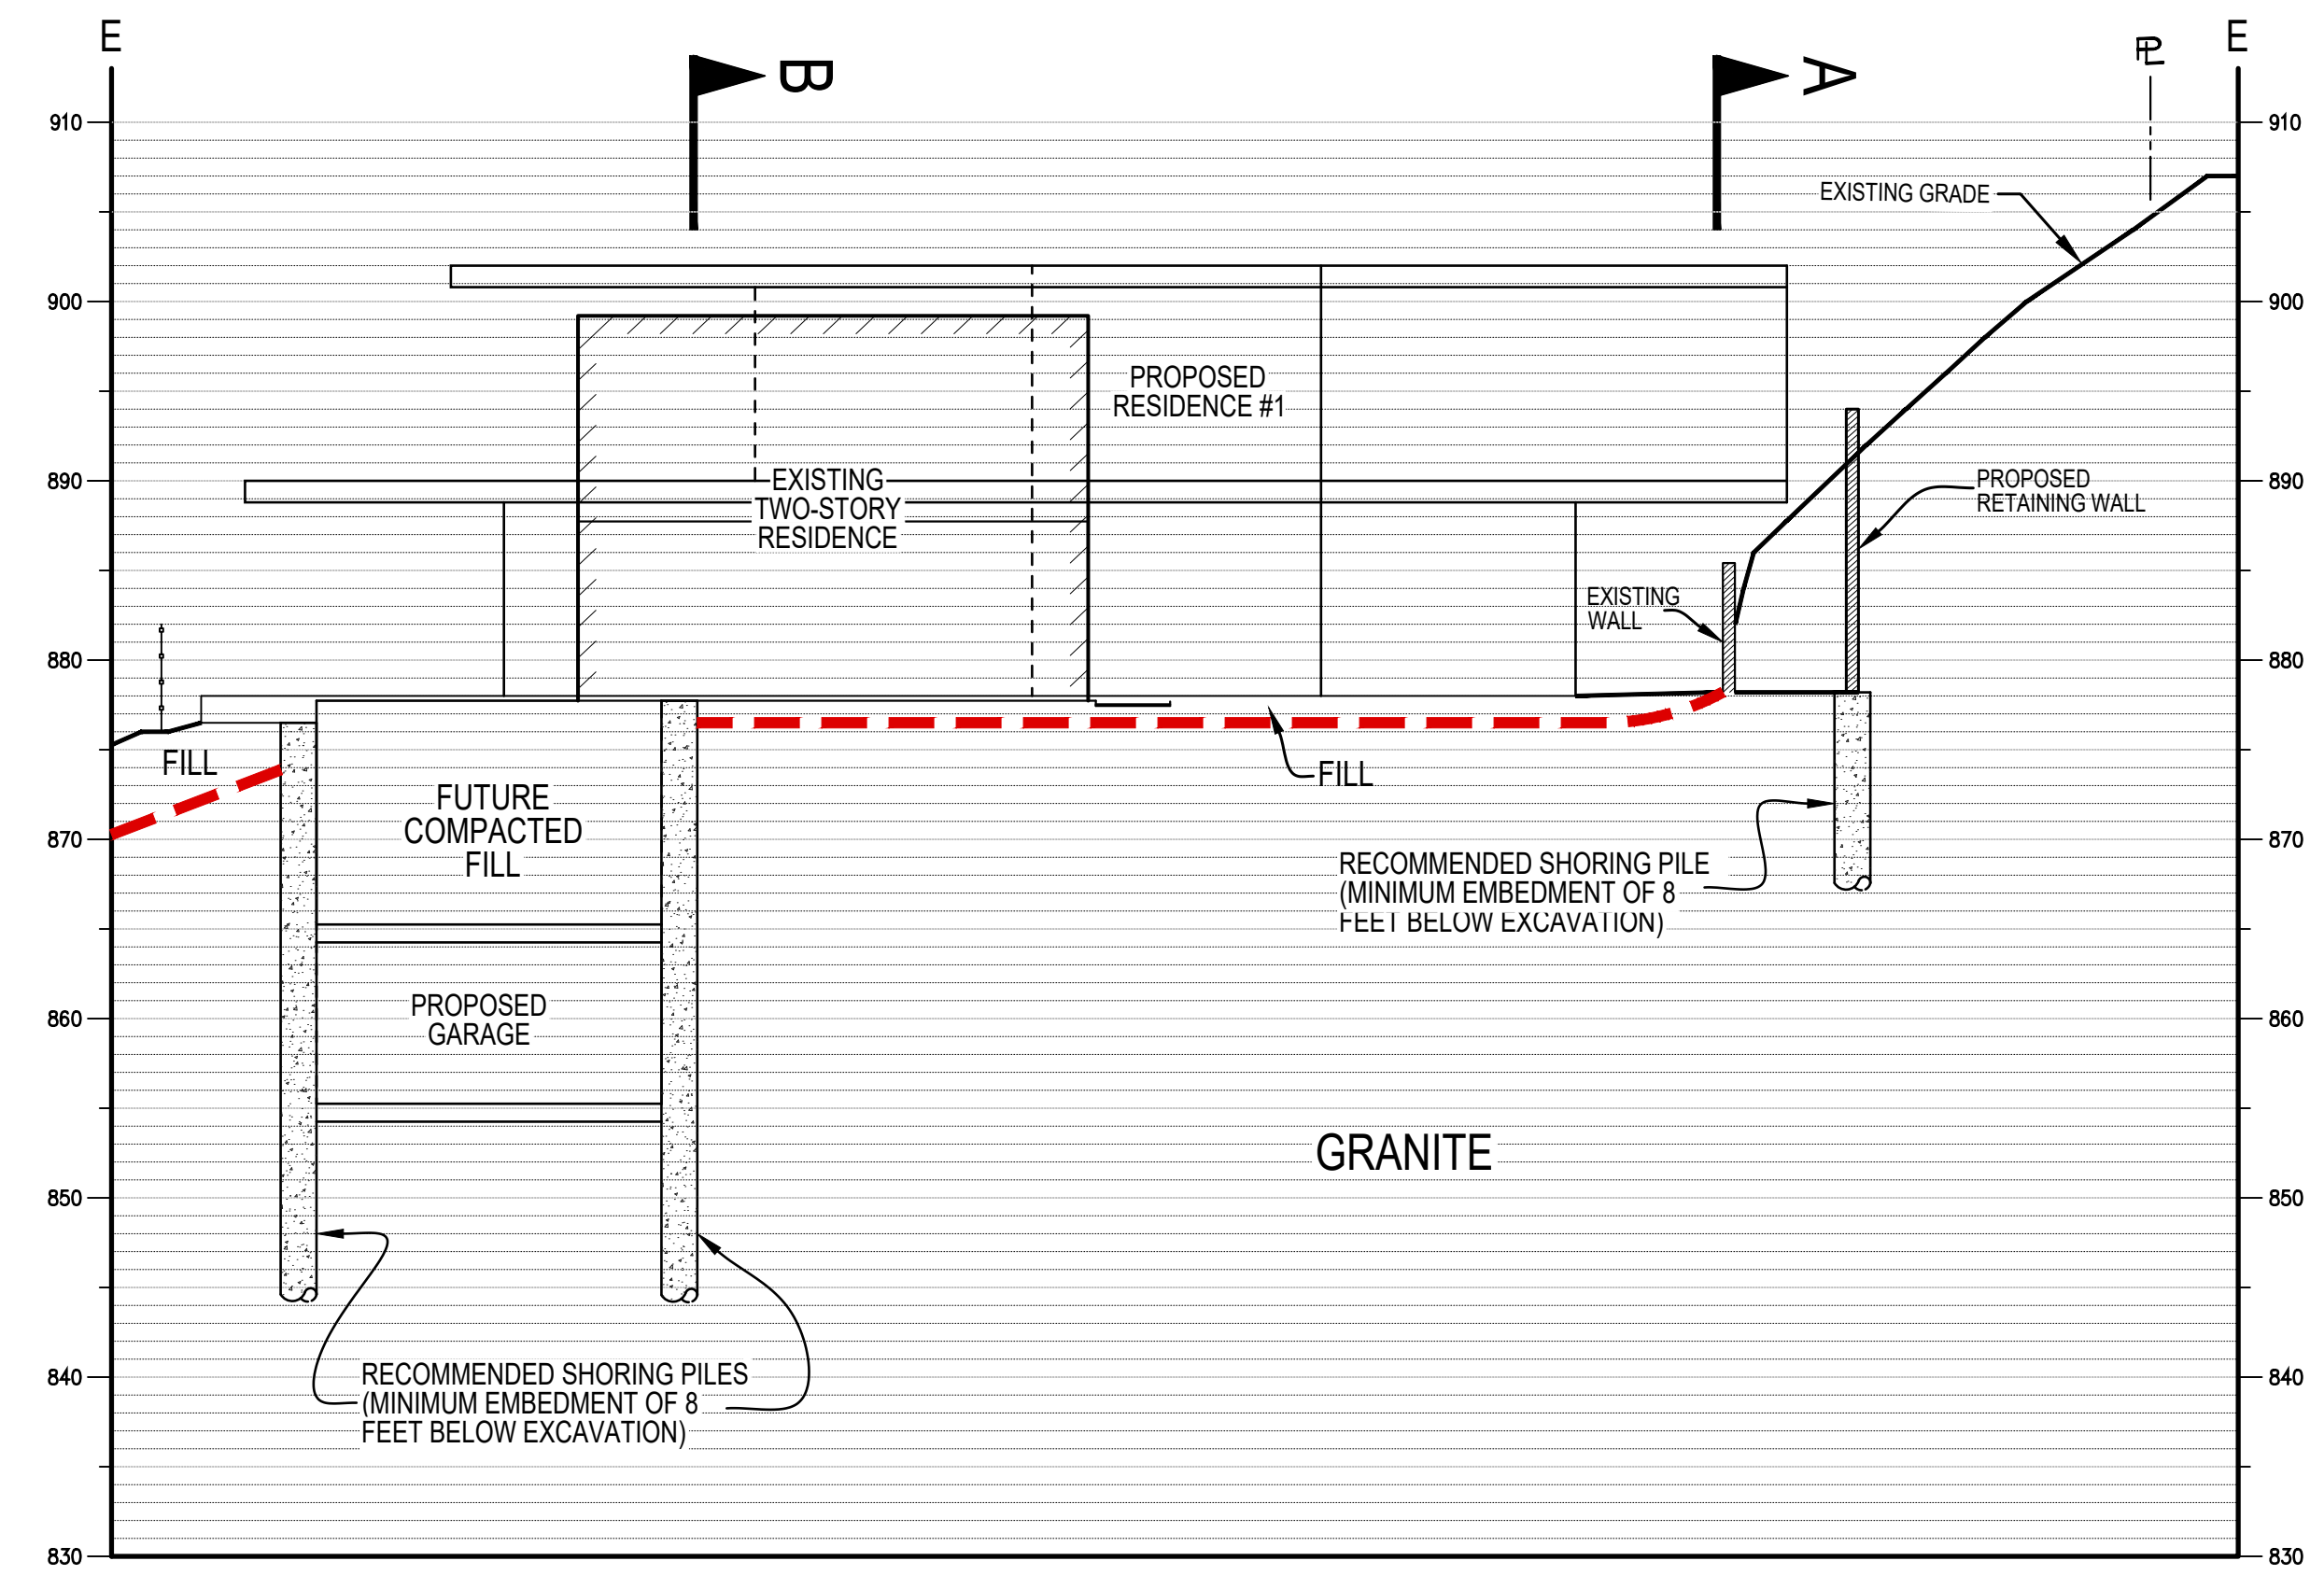 E
B
A
PL
E
910
910
EXISTING GRADE
900
900
PROPOSED
RESIDENCE #1
890
EXISTING
TWO-STORY
RESIDENCE
PROPOSED
RETAINING WALL
890
EXISTING
WALL
880
880
FILL
FILL
FUTURE
COMPACTED
FILL
870
870
RECOMMENDED SHORING PILE
(MINIMUM EMBEDMENT OF 8
FEET BELOW EXCAVATION)
PROPOSED
GARAGE
860
860
GRANITE
850
850
RECOMMENDED SHORING PILES
(MINIMUM EMBEDMENT OF 8
FEET BELOW EXCAVATION)
840
840
830
830